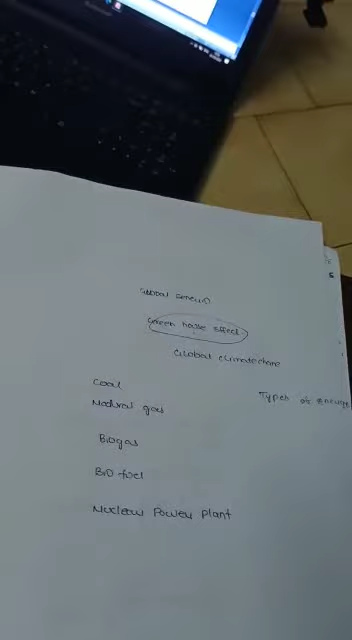 Global
Green house effect
Global climate change
Coal
Types of energy
Natural gas
Biogas
Bio fuel
Nuclear Power Plant